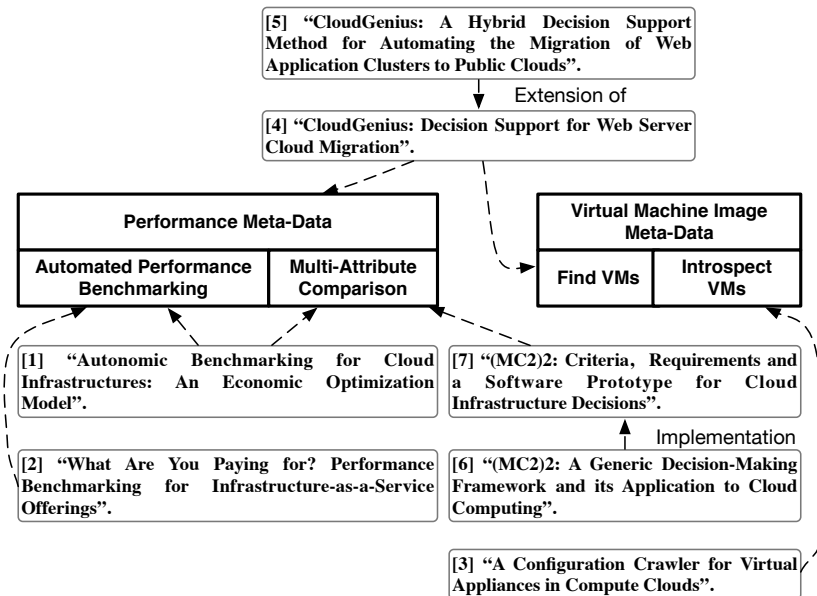 [5] “CloudGenius: A Hybrid Decision Support
Method for Automating the Migration of Web
Application Clusters to Public Clouds”.
Extension of
[4] “CloudGenius: Decision Support for Web Server
Cloud Migration”.
Performance Meta-Data
Automated Performance
Benchmarking
Multi-Attribute
Comparison
Virtual Machine Image
Meta-Data
Find VMs
Introspect
VMs
[1] “Autonomic Benchmarking for Cloud
Infrastructures: An Economic Optimization
Model”.
[7] “(MC2)2: Criteria, Requirements and
a Software Prototype for Cloud
Infrastructure Decisions”.
Implementation
[2] “What Are You Paying for? Performance
Benchmarking for Infrastructure-as-a-Service
Offerings”.
[6] “(MC2)2: A Generic Decision-Making
Framework and its Application to Cloud
Computing”.
[3] “A Configuration Crawler for Virtual
Appliances in Compute Clouds”.